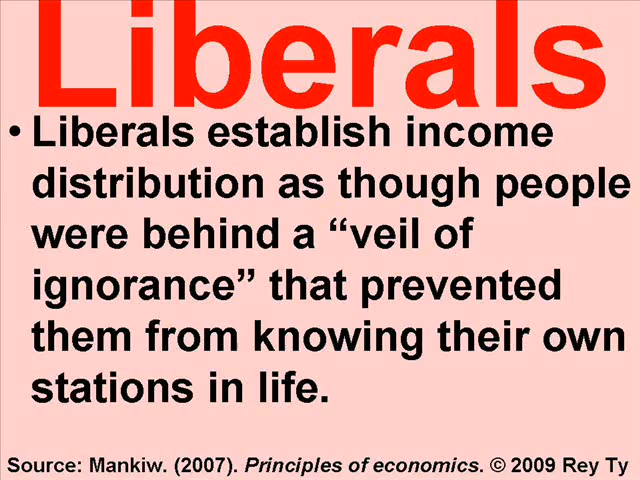 Liberals
• Liberals establish income
distribution as though people
were behind a “veil of
ignorance” that prevented
them from knowing their own
stations in life.
Source: Mankiw. (2007). Principles of economics. © 2009 Rey Ty